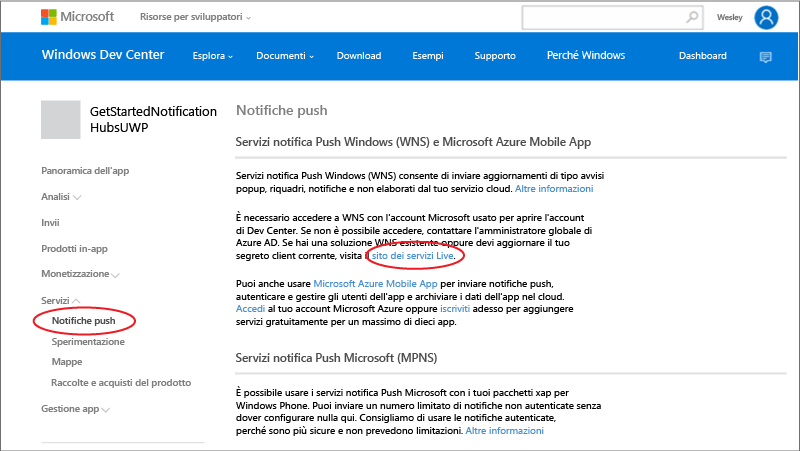 Microsoft
Risorse per sviluppatori
Wesley
Windows Dev Center
Esplora
Documenti
Download
Esempi
Supporto
Perché Windows
Dashboard
GetStartedNotification
HubsUWP
Panoramica dell'app
Analisi
Invii
Prodotti in-app
Monetizzazione
Servizi
Notifiche push
Sperimentazione
Mappe
Raccolte e acquisti del prodotto
Gestione app
Notifiche push
Servizi notifica Push Windows (WNS) e Microsoft Azure Mobile App
Servizi notifica Push Windows (WNS) consente di inviare aggiornamenti di tipo avvisi
popup, riquadri, notifiche e non elaborati dal tuo servizio cloud. Altre informazioni
È necessario accedere a WNS con l'account Microsoft usato per aprire l'account
di Dev Center. Se non è possibile accedere, contattare l'amministratore globale di
Azure AD. Se hai una soluzione WNS esistente oppure devi aggiornare il tuo
segreto client corrente, visita il sito dei servizi Live.
Puoi anche usare Microsoft Azure Mobile App per inviare notifiche push,
autenticare e gestire gli utenti dell'app e archiviare i dati dell'app nel cloud.
Accedi al tuo account Microsoft Azure oppure iscriviti adesso per aggiungere
servizi gratuitamente per un massimo di dieci app.
Servizi notifica Push Microsoft (MPNS)
È possibile usare i servizi notifica Push Microsoft con i tuoi pacchetti xap per
Windows Phone. Puoi inviare un numero limitato di notifiche non autenticate senza
dover configurare nulla qui. Consigliamo di usare le notifiche autenticate,
perché sono più sicure e non prevedono limitazioni. Altre informazioni